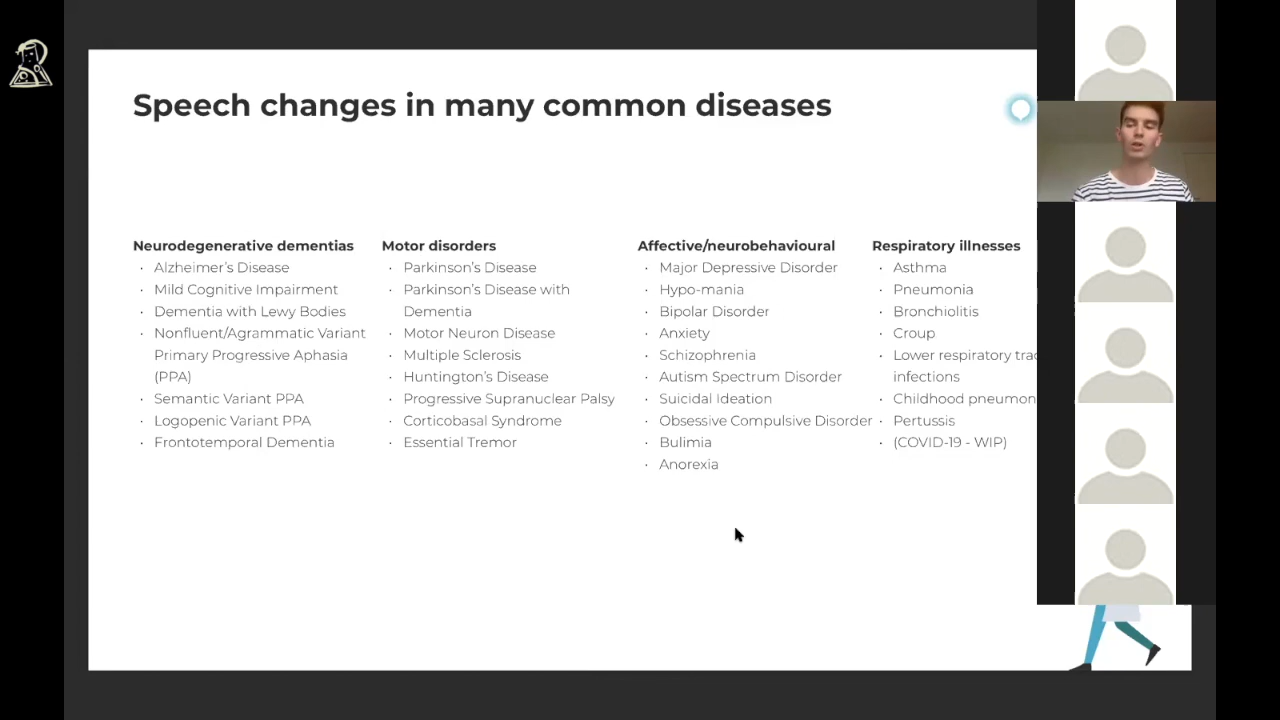 Speech changes in many common diseases
Neurodegenerative dementias
· Alzheimer's Disease
· Mild Cognitive Impairment
· Dementia with Lewy Bodies
· Nonfluent/Agrammatic Variant
Primary Progressive Aphasia
(PPA)
· Semantic Variant PPA
· Logopenic Variant PPA
· Frontotemporal Dementia
Motor disorders
· Parkinson's Disease
· Parkinson's Disease with
Dementia
· Motor Neuron Disease
· Multiple Sclerosis
· Huntington's Disease
· Progressive Supranuclear Palsy
· Corticobasal Syndrome
· Essential Tremor
Affective/neurobehavioural
· Major Depressive Disorder
· Hypo-mania
· Bipolar Disorder
· Anxiety
· Schizophrenia
· Autism Spectrum Disorder
· Suicidal Ideation
· Obsessive Compulsive Disorder
· Bulimia
· Anorexia
Respiratory illnesses
· Asthma
· Pneumonia
· Bronchiolitis
· Croup
· Lower respiratory
infections
· Childhood
· Pertussis
· (COVID-19 - WIP)